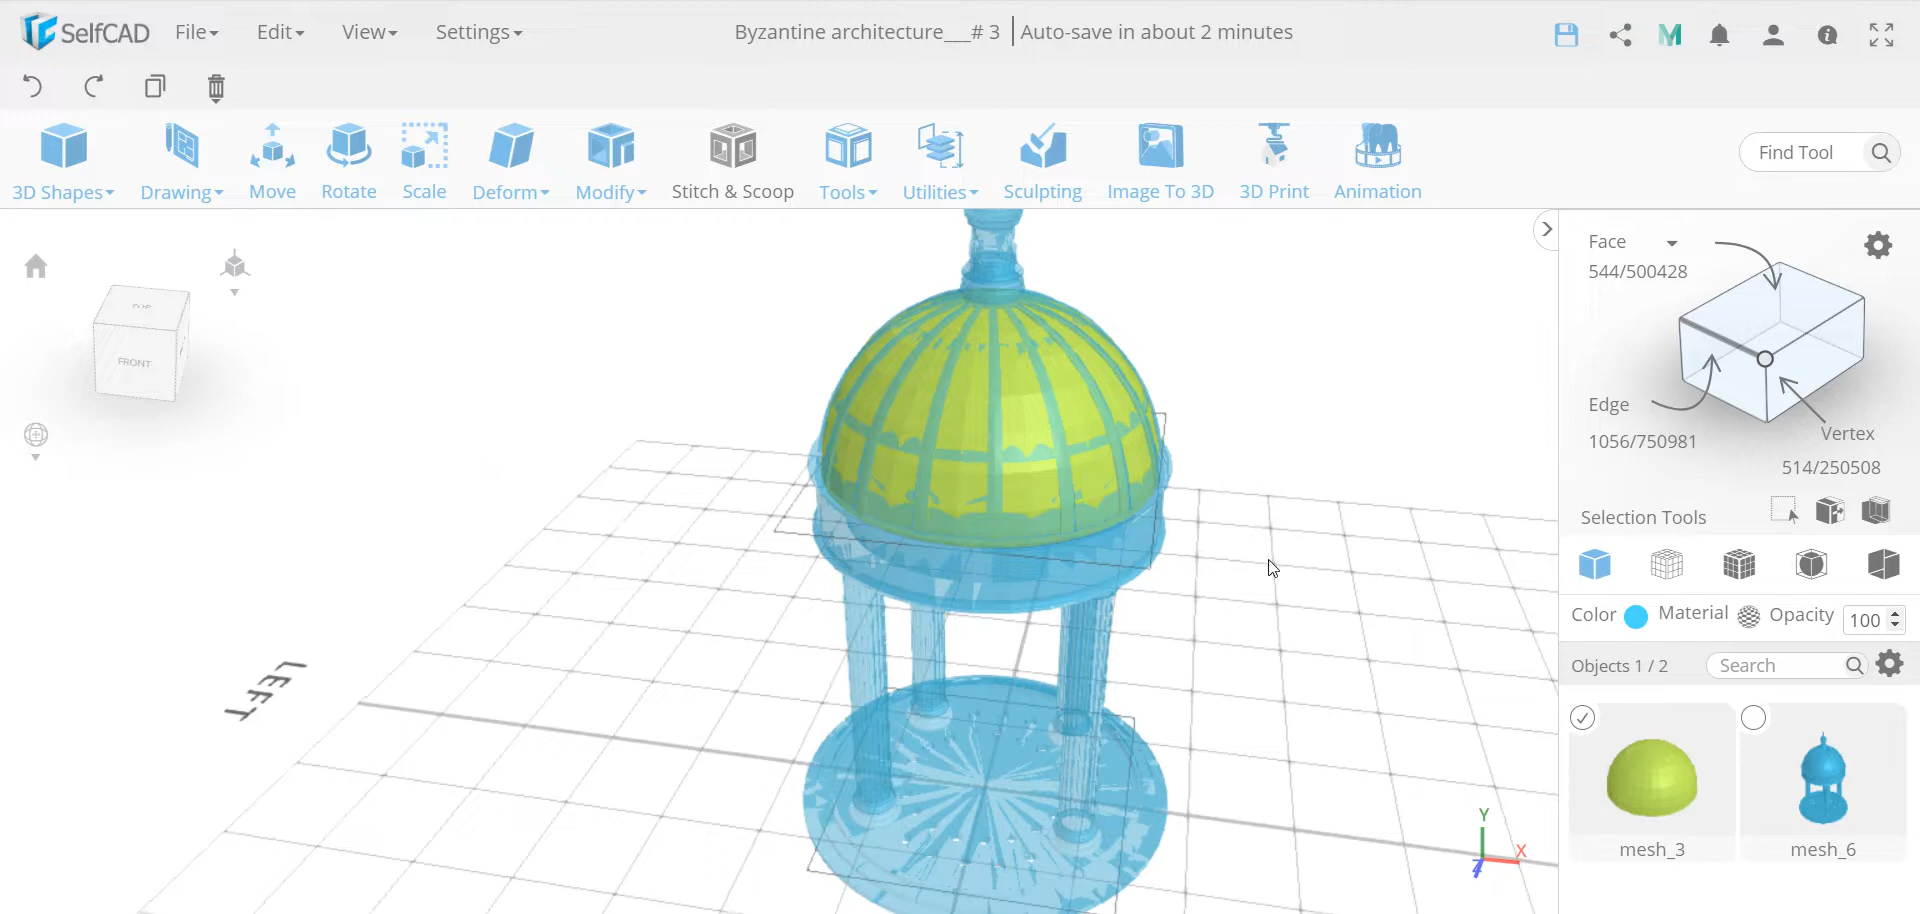 SelfCAD File Edit View Settings Byzantine architecture___# 3 Auto-save in about 2 minutes
3D Shapes Drawing Move Rotate Scale Deform Modify Stitch & Scoop Tools Utilities Sculpting Image To 3D 3D Print Animation Find Tool
TOP
FRONT
LEFT
Y
X
Z
Face
544/500428
Edge
1056/750981
Vertex
514/250508
Selection Tools
Color Material Opacity 100
Objects 1 / 2 Search
mesh_3 mesh_6